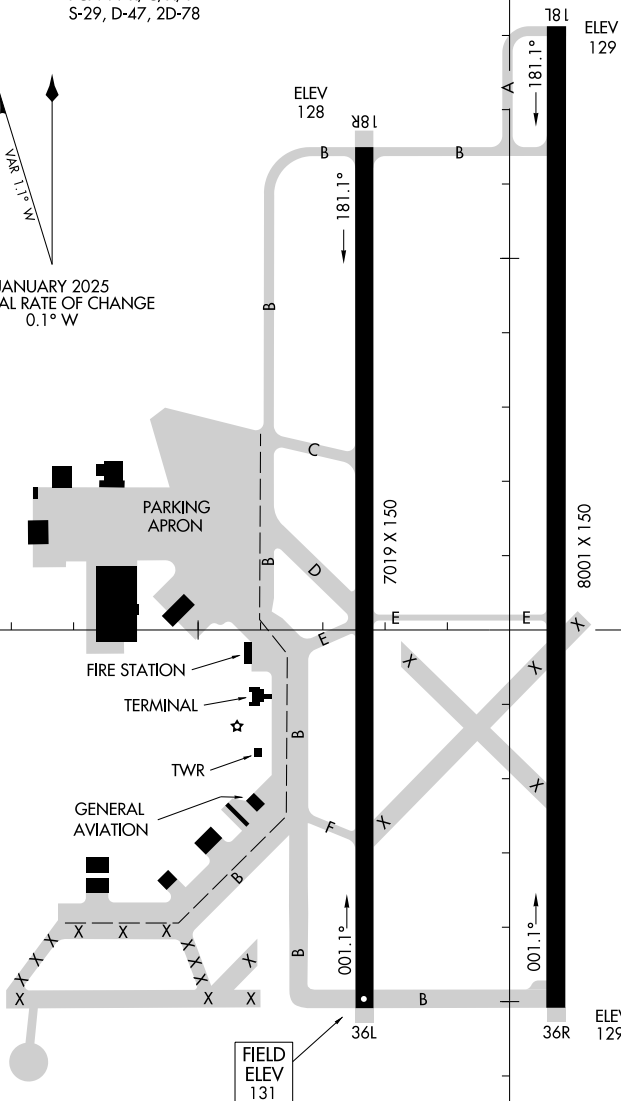 S-29, D-47, 2D-78
18L
ELEV
129
181.1°
A
ELEV
128
18R
B
B
181.1°
VAR 1.1° W
JANUARY 2025
AL RATE OF CHANGE
0.1° W
B
C
PARKING
APRON
7019 X 150
8001 X 150
B
D
E
E
E
X
FIRE STATION
X
X
TERMINAL
B
TWR
X
GENERAL
AVIATION
F
X
B
X
X
X
X
X
X
X
X
X
X
X
B
001.1°
001.1°
X
X
X
B
36L
36R
ELEV
129
FIELD
ELEV
131